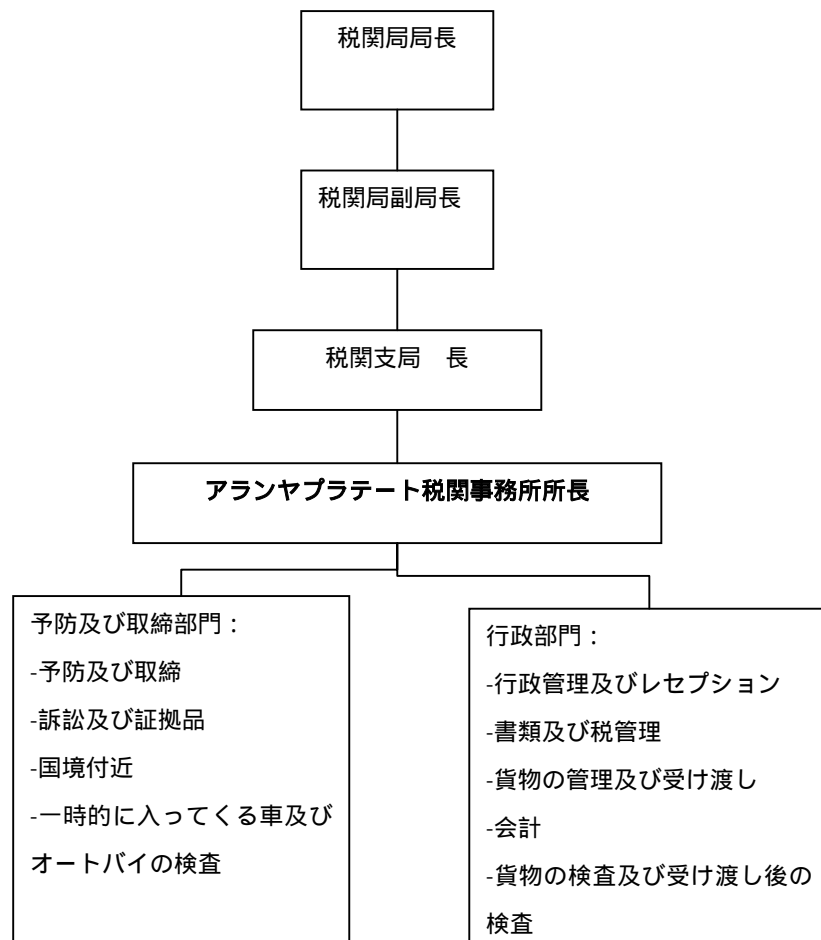 税関局局長
税関局副局長
税関支局　長
アランヤプラテート税関事務所所長
予防及び取締部門：
-予防及び取締
-訴訟及び証拠品
-国境付近
-一時的に入ってくる車及び
オートバイの検査
行政部門：
-行政管理及びレセプション
-書類及び税管理
-貨物の管理及び受け渡し
-会計
-貨物の検査及び受け渡し後の
検査